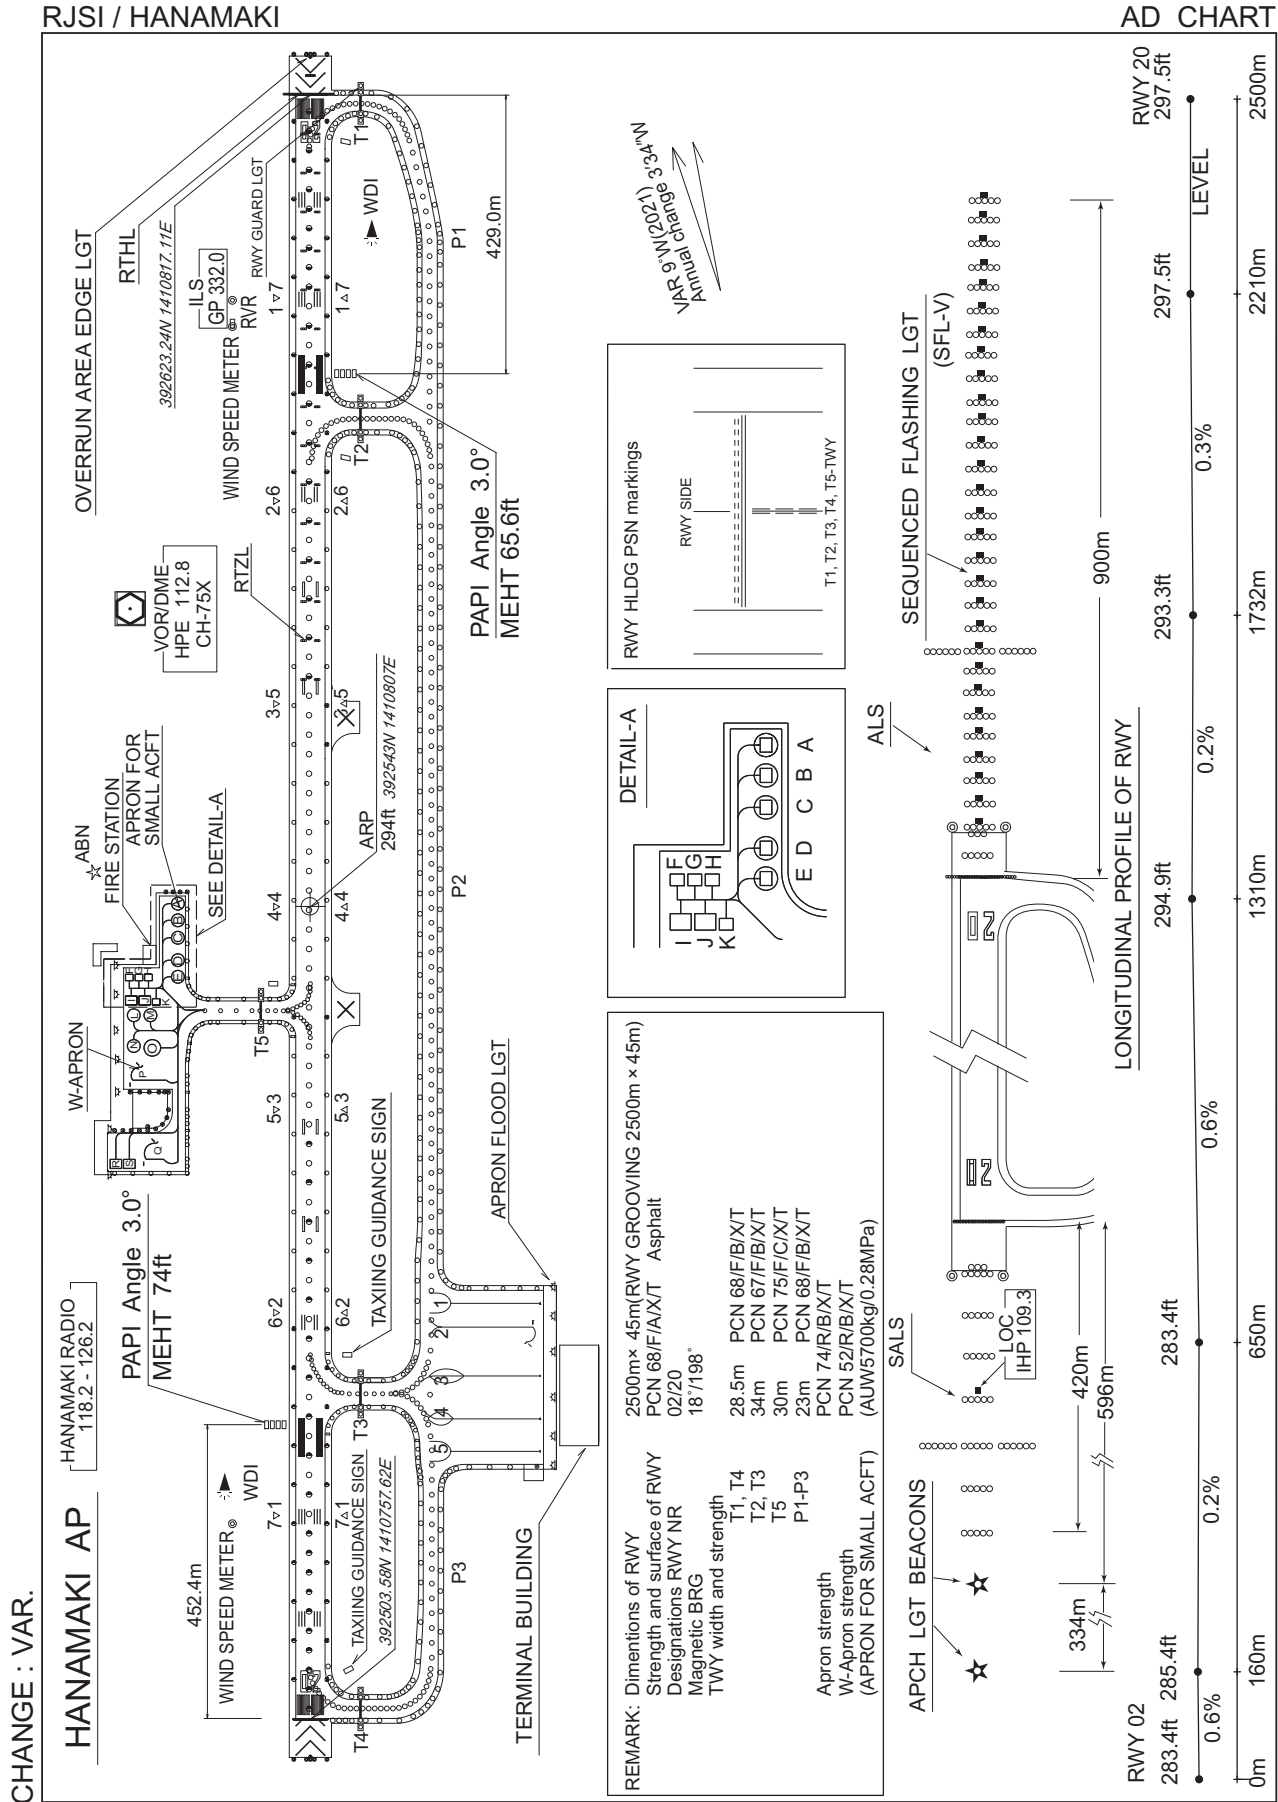 RJSI / HANAMAKI
AD CHART
CHANGE : VAR.
HANAMAKI AP
HANAMAKI RADIO
118.2 - 126.2
PAPI Angle 3.0°
MEHT 74ft
452.4m
WIND SPEED METER
WDI
W-APRON
ABN
FIRE STATION
APRON FOR
SMALL ACFT
SEE DETAIL-A
VOR/DME
HPE 112.8
CH-75X
OVERRUN AREA EDGE LGT
RTHL
392623.24N 1410817.11E
ILS
GP 332.0
WIND SPEED METER
RVR
RWY GUARD LGT
RTZL
R
S
Q
P
N
O
L
M
I
J
K
F
G
H
E
D
C
B
A
7▿1
6▿2
5▿3
4▿4
3▿5
2▿6
1▿7
7▵1
6▵2
5▵3
4▵4
3▵5
2▵6
1▵7
02
20
T5
T4
T3
T2
T1
TAXIING GUIDANCE SIGN
392503.58N 1410757.62E
TAXIING GUIDANCE SIGN
ARP
294ft 392543N 1410807E
WDI
P3
P2
P1
429.0m
PAPI Angle 3.0°
MEHT 65.6ft
5
4
3
2
1
APRON FLOOD LGT
TERMINAL BUILDING
VAR 9°W(2021)
Annual change 3'34"W
REMARK: Dimentions of RWY 2500m× 45m(RWY GROOVING 2500m × 45m)
Strength and surface of RWY PCN 68/F/A/X/T Asphalt
Designations RWY NR 02/20
Magnetic BRG 18°/198°
TWY width and strength
T1, T4 28.5m PCN 68/F/B/X/T
T2, T3 34m PCN 67/F/B/X/T
T5 30m PCN 75/F/C/X/T
P1-P3 23m PCN 68/F/B/X/T
Apron strength PCN 74/R/B/X/T
W-Apron strength PCN 52/R/B/X/T
(APRON FOR SMALL ACFT) (AUW5700kg/0.28MPa)
DETAIL-A
F
G
H
I
J
K
E D C B A
RWY HLDG PSN markings
RWY SIDE
T1, T2, T3, T4, T5-TWY
APCH LGT BEACONS
SALS
LOC
IHP 109.3
334m
420m
596m
02
20
ALS
SEQUENCED FLASHING LGT
(SFL-V)
900m
LONGITUDINAL PROFILE OF RWY
RWY 02
RWY 20
283.4ft
285.4ft
283.4ft
294.9ft
293.3ft
297.5ft
297.5ft
0.6%
0.2%
0.6%
0.2%
0.3%
LEVEL
0m
160m
650m
1310m
1732m
2210m
2500m